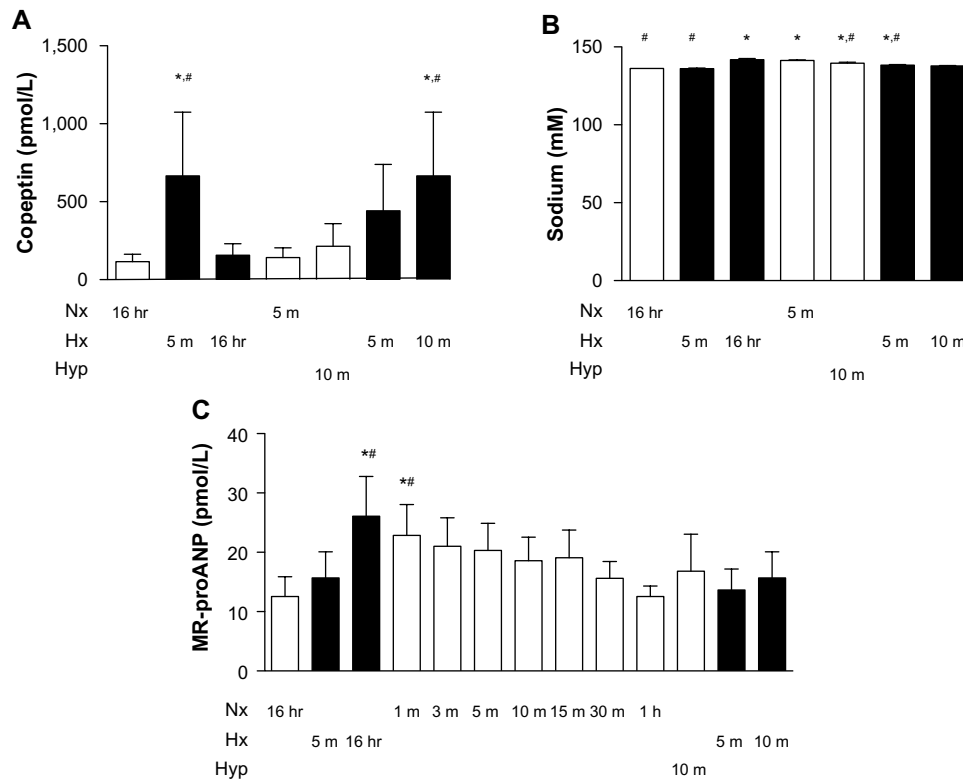 A
Copeptin (pmol/L)
1,500
1,000
500
0
*,#
*,#
Nx 16 hr 5 m
Hx 5 m 16 hr 5 m 10 m
Hyp 10 m
B
Sodium (mM)
150
100
50
0
# # * * *,# *,#
Nx 16 hr 5 m
Hx 5 m 16 hr 5 m 10 m
Hyp 10 m
C
MR-proANP (pmol/L)
40
30
20
10
0
*#
*#
Nx 16 hr 1 m 3 m 5 m 10 m 15 m 30 m 1 h
Hx 5 m 16 hr 5 m 10 m
Hyp 10 m